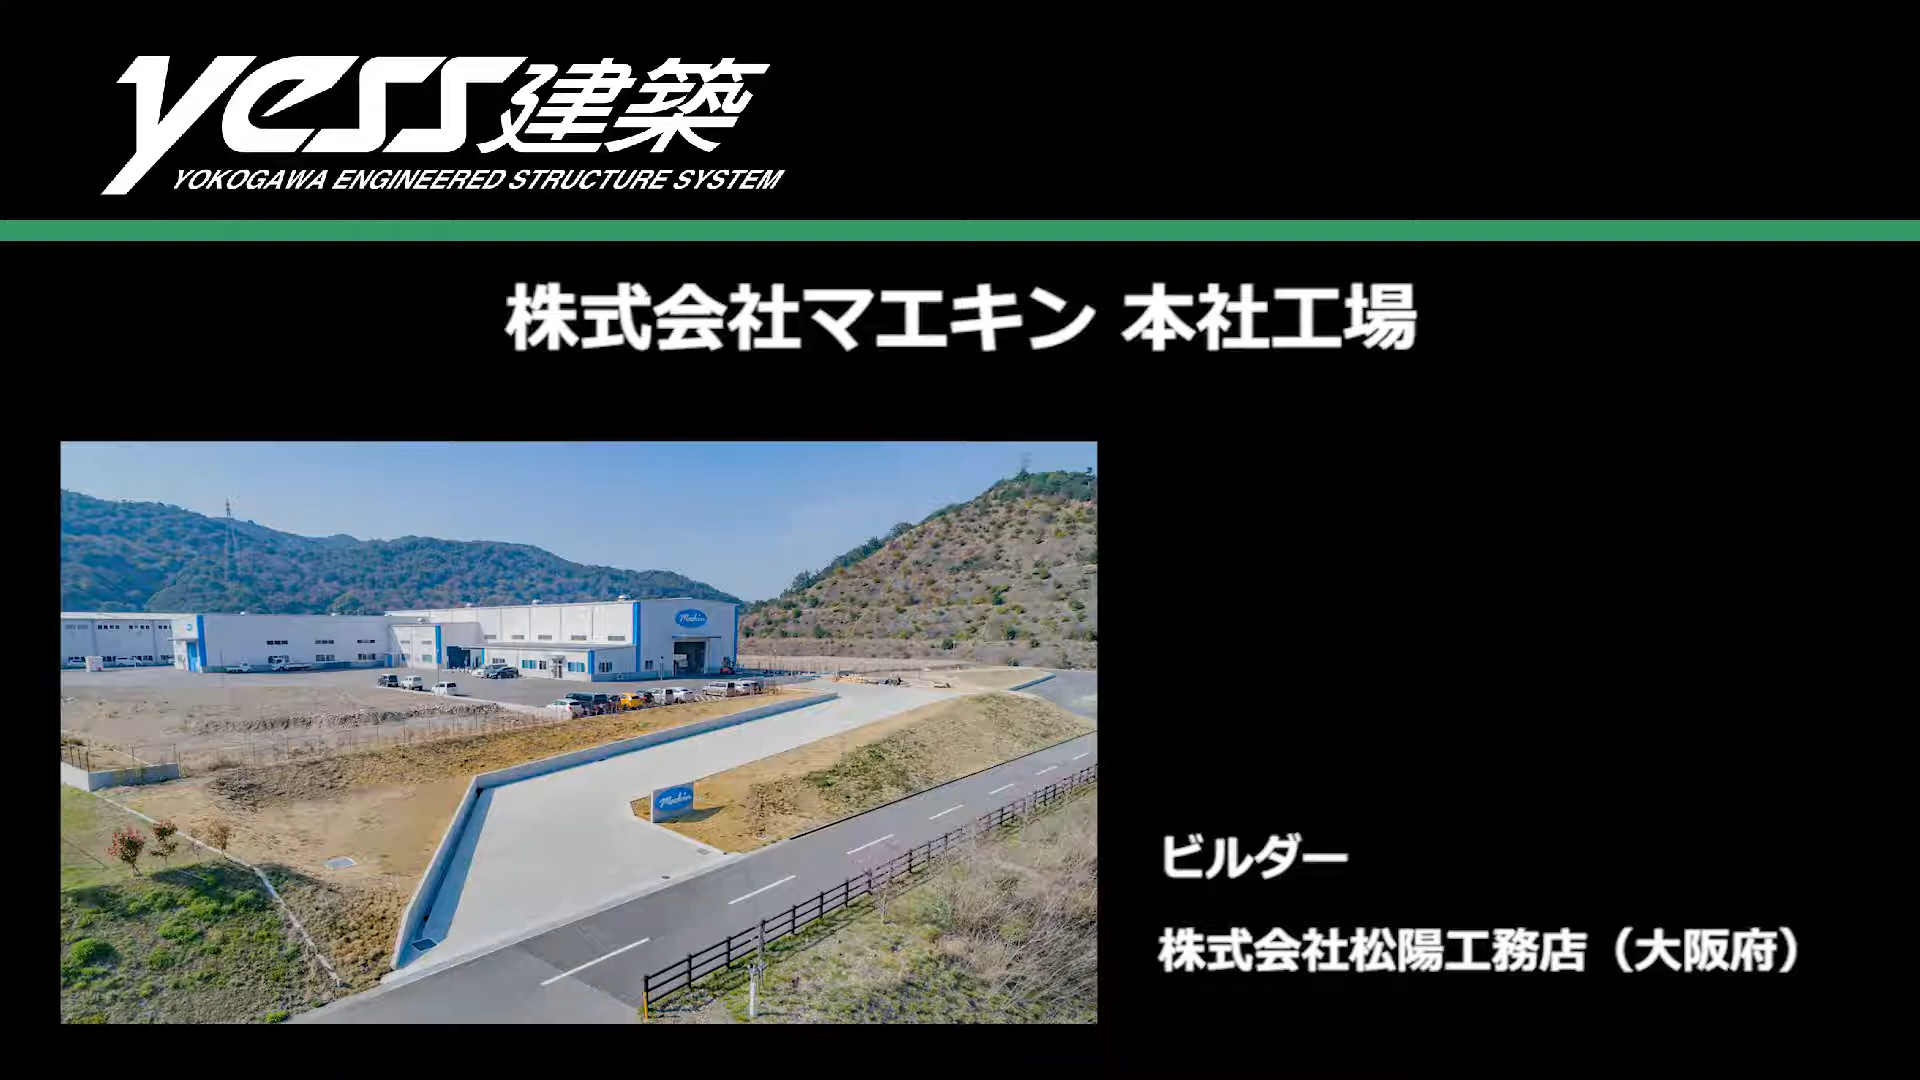 yess建築
YOKOGAWA ENGINEERED STRUCTURE SYSTEM
株式会社マエキン 本社工場
Maekin
Maekin
ビルダー
株式会社松陽工務店（大阪府）